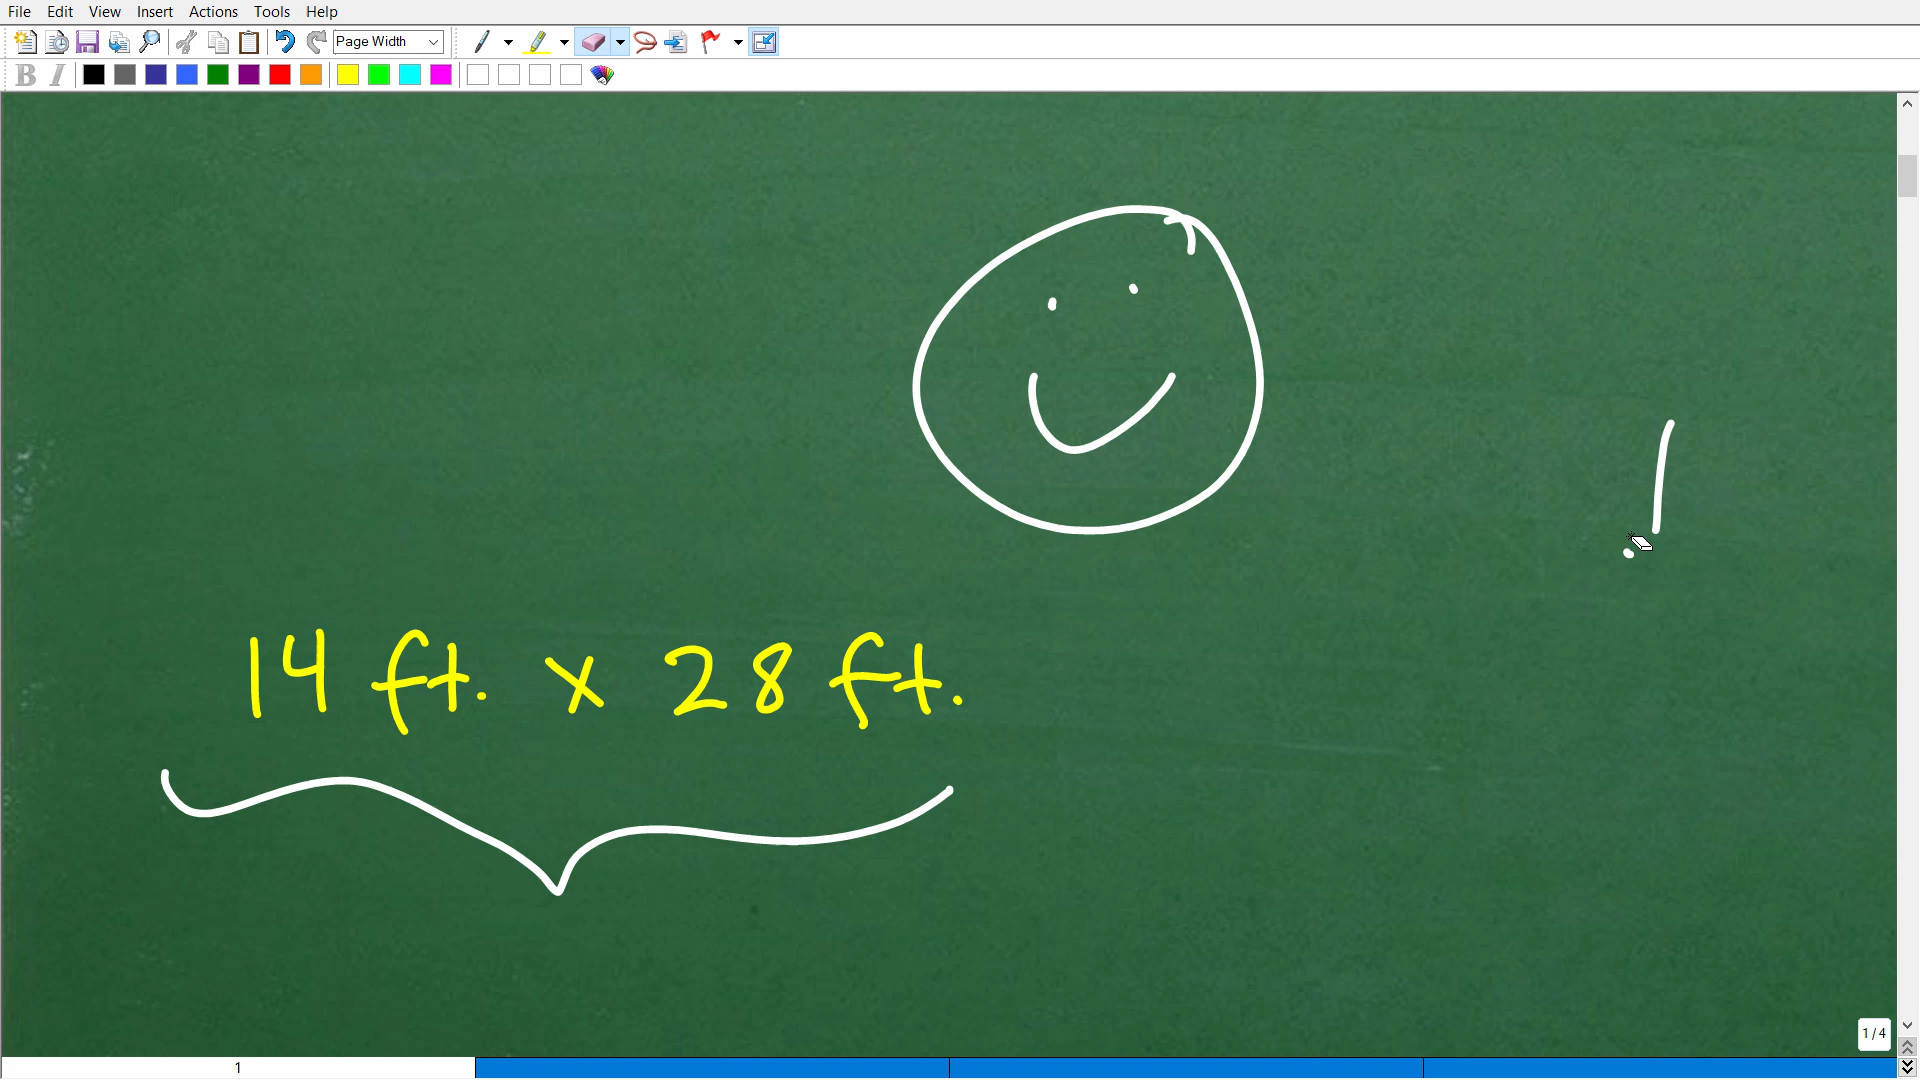 File Edit View Insert Actions Tools Help
Page Width
B I
!
14 ft. x 28 ft.
1 / 4
1